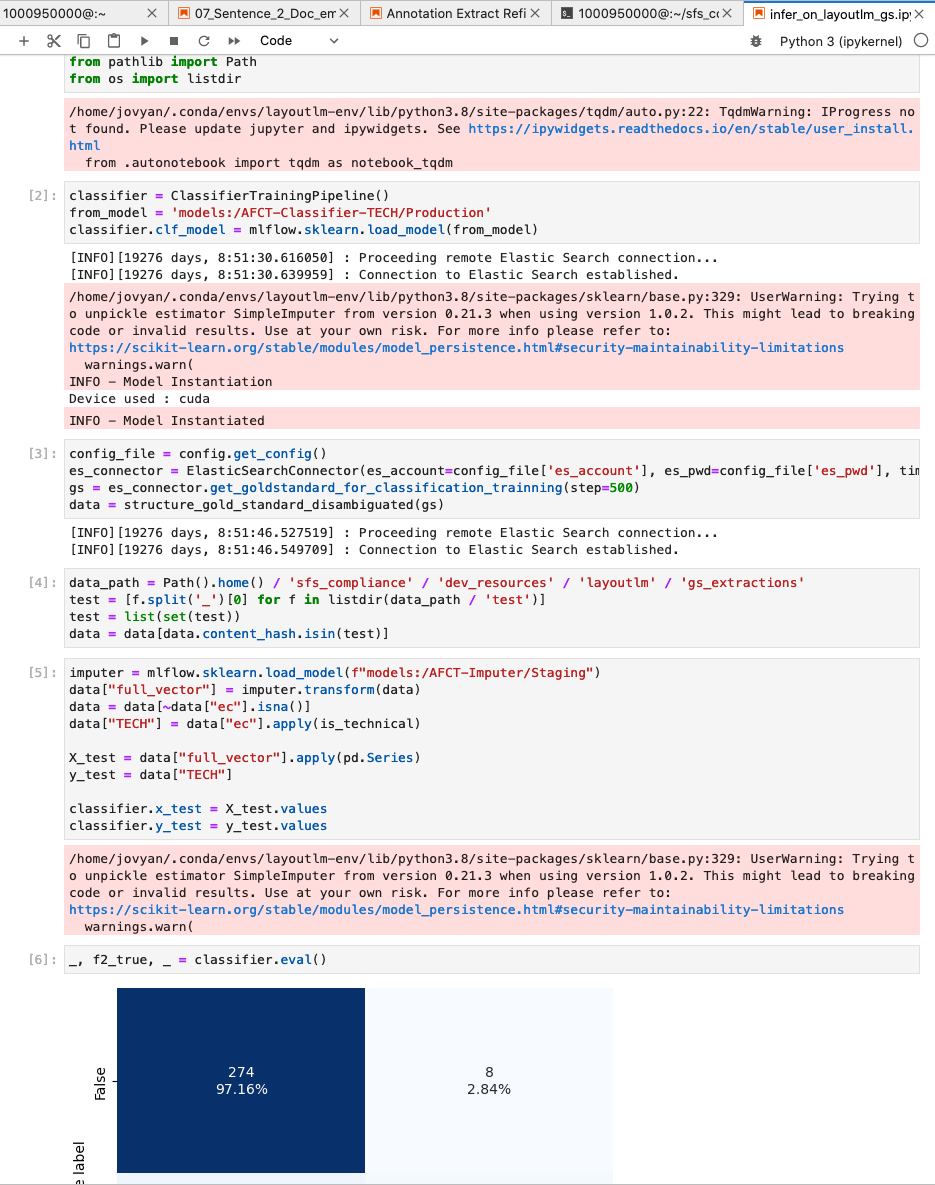 1000950000@:~
07_Sentence_2_Doc_em
Annotation Extract Refi
1000950000@:~/sfs_cc
infer_on_layoutlm_gs.ipy
Code
Python 3 (ipykernel)
from pathlib import Path
from os import listdir
/home/jovyan/.conda/envs/layoutlm-env/lib/python3.8/site-packages/tqdm/auto.py:22: TqdmWarning: IProgress no
t found. Please update jupyter and ipywidgets. See https://ipywidgets.readthedocs.io/en/stable/user_install.
html
  from .autonotebook import tqdm as notebook_tqdm
[2]:
classifier = ClassifierTrainingPipeline()
from_model = 'models:/AFCT-Classifier-TECH/Production'
classifier.clf_model = mlflow.sklearn.load_model(from_model)
[INFO][19276 days, 8:51:30.616050] : Proceeding remote Elastic Search connection...
[INFO][19276 days, 8:51:30.639959] : Connection to Elastic Search established.
/home/jovyan/.conda/envs/layoutlm-env/lib/python3.8/site-packages/sklearn/base.py:329: UserWarning: Trying t
o unpickle estimator SimpleImputer from version 0.21.3 when using version 1.0.2. This might lead to breaking
code or invalid results. Use at your own risk. For more info please refer to:
https://scikit-learn.org/stable/modules/model_persistence.html#security-maintainability-limitations
  warnings.warn(
INFO - Model Instantiation
Device used : cuda
INFO - Model Instantiated
[3]:
config_file = config.get_config()
es_connector = ElasticSearchConnector(es_account=config_file['es_account'], es_pwd=config_file['es_pwd'], tim
gs = es_connector.get_goldstandard_for_classification_trainning(step=500)
data = structure_gold_standard_disambiguated(gs)
[INFO][19276 days, 8:51:46.527519] : Proceeding remote Elastic Search connection...
[INFO][19276 days, 8:51:46.549709] : Connection to Elastic Search established.
[4]:
data_path = Path().home() / 'sfs_compliance' / 'dev_resources' / 'layoutlm' / 'gs_extractions'
test = [f.split('_')[0] for f in listdir(data_path / 'test')]
test = list(set(test))
data = data[data.content_hash.isin(test)]
[5]:
imputer = mlflow.sklearn.load_model(f"models:/AFCT-Imputer/Staging")
data["full_vector"] = imputer.transform(data)
data = data[~data["ec"].isna()]
data["TECH"] = data["ec"].apply(is_technical)
X_test = data["full_vector"].apply(pd.Series)
y_test = data["TECH"]
classifier.x_test = X_test.values
classifier.y_test = y_test.values
/home/jovyan/.conda/envs/layoutlm-env/lib/python3.8/site-packages/sklearn/base.py:329: UserWarning: Trying t
o unpickle estimator SimpleImputer from version 0.21.3 when using version 1.0.2. This might lead to breaking
code or invalid results. Use at your own risk. For more info please refer to:
https://scikit-learn.org/stable/modules/model_persistence.html#security-maintainability-limitations
  warnings.warn(
[6]:
_, f2_true, _ = classifier.eval()
False
274
97.16%
8
2.84%
e label